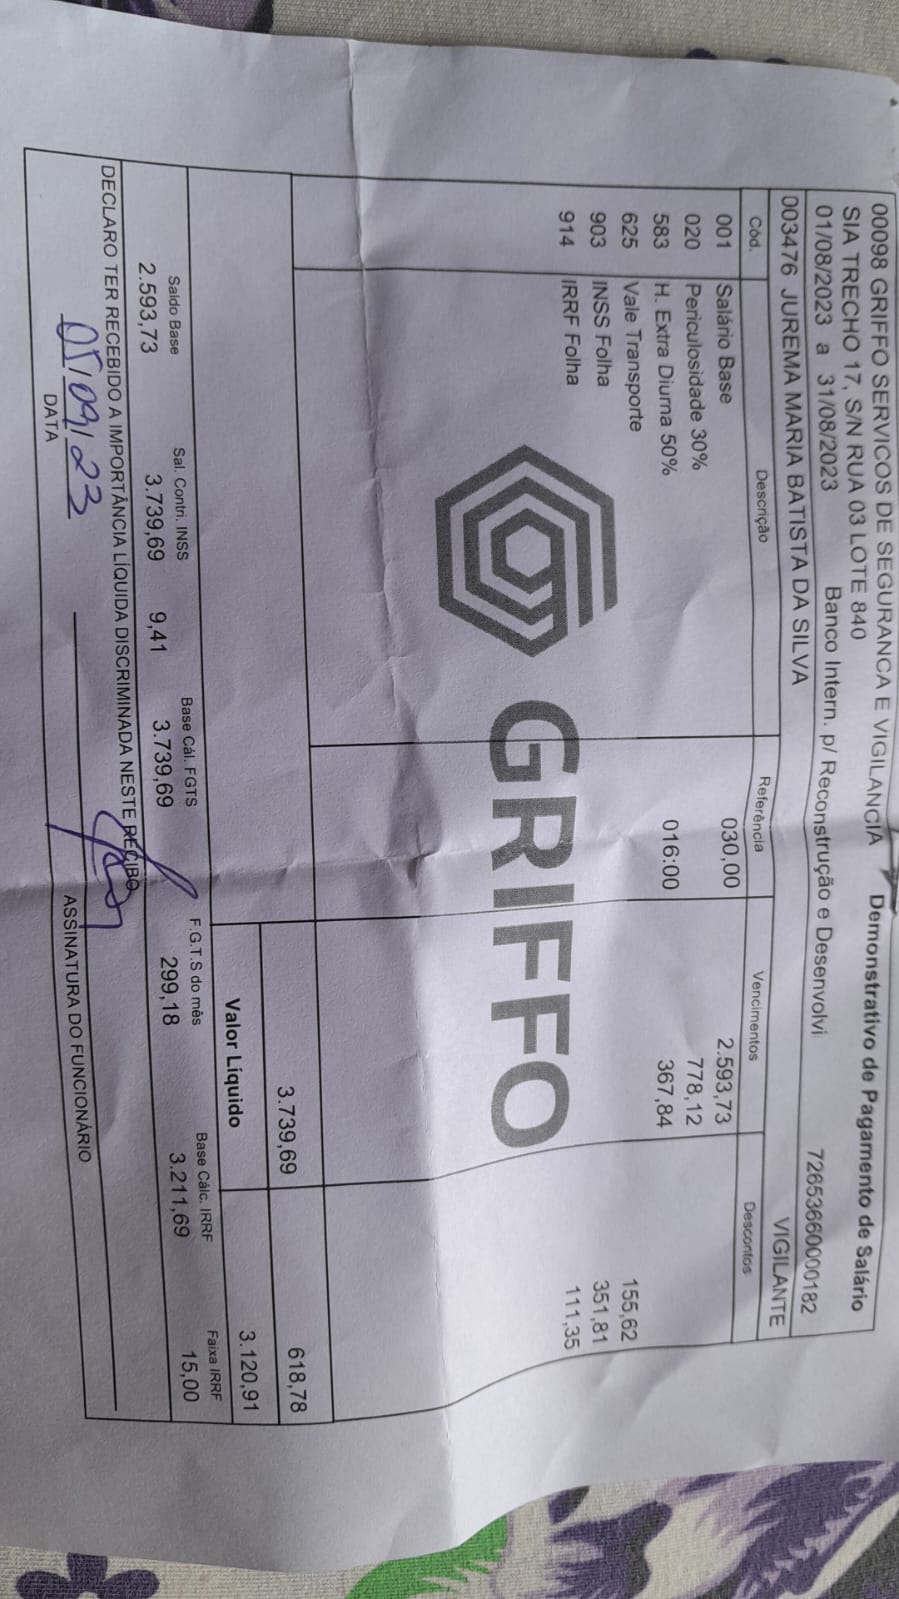 00098 GRIFFO SERVICOS DE SEGURANCA E VIGILANCIA Demonstrativo de Pagamento de Salário
SIA TRECHO 17, S/N RUA 03 LOTE 840
01/08/2023 a 31/08/2023 Banco Intern. p/ Reconstrução e Desenvolvi 72653660000182
003476 JUREMA MARIA BATISTA DA SILVA VIGILANTE
Cód. Descrição Referência Vencimentos Descontos
001 Salário Base 030,00 2.593,73
020 Periculosidade 30% 778,12
583 H. Extra Diurna 50% 016:00 367,84
625 Vale Transporte 155,62
903 INSS Folha 351,81
914 IRRF Folha 111,35
GRIFFO
3.739,69 618,78
Valor Líquido 3.120,91
Saldo Base Sal. Contri. INSS Base Cál. FGTS F.G.T.S do mês Base Cálc. IRRF Faixa IRRF
2.593,73 3.739,69 9,41 3.739,69 299,18 3.211,69 15,00
DECLARO TER RECEBIDO A IMPORTÂNCIA LÍQUIDA DISCRIMINADA NESTE RECIBO
05/09/23
DATA ASSINATURA DO FUNCIONÁRIO